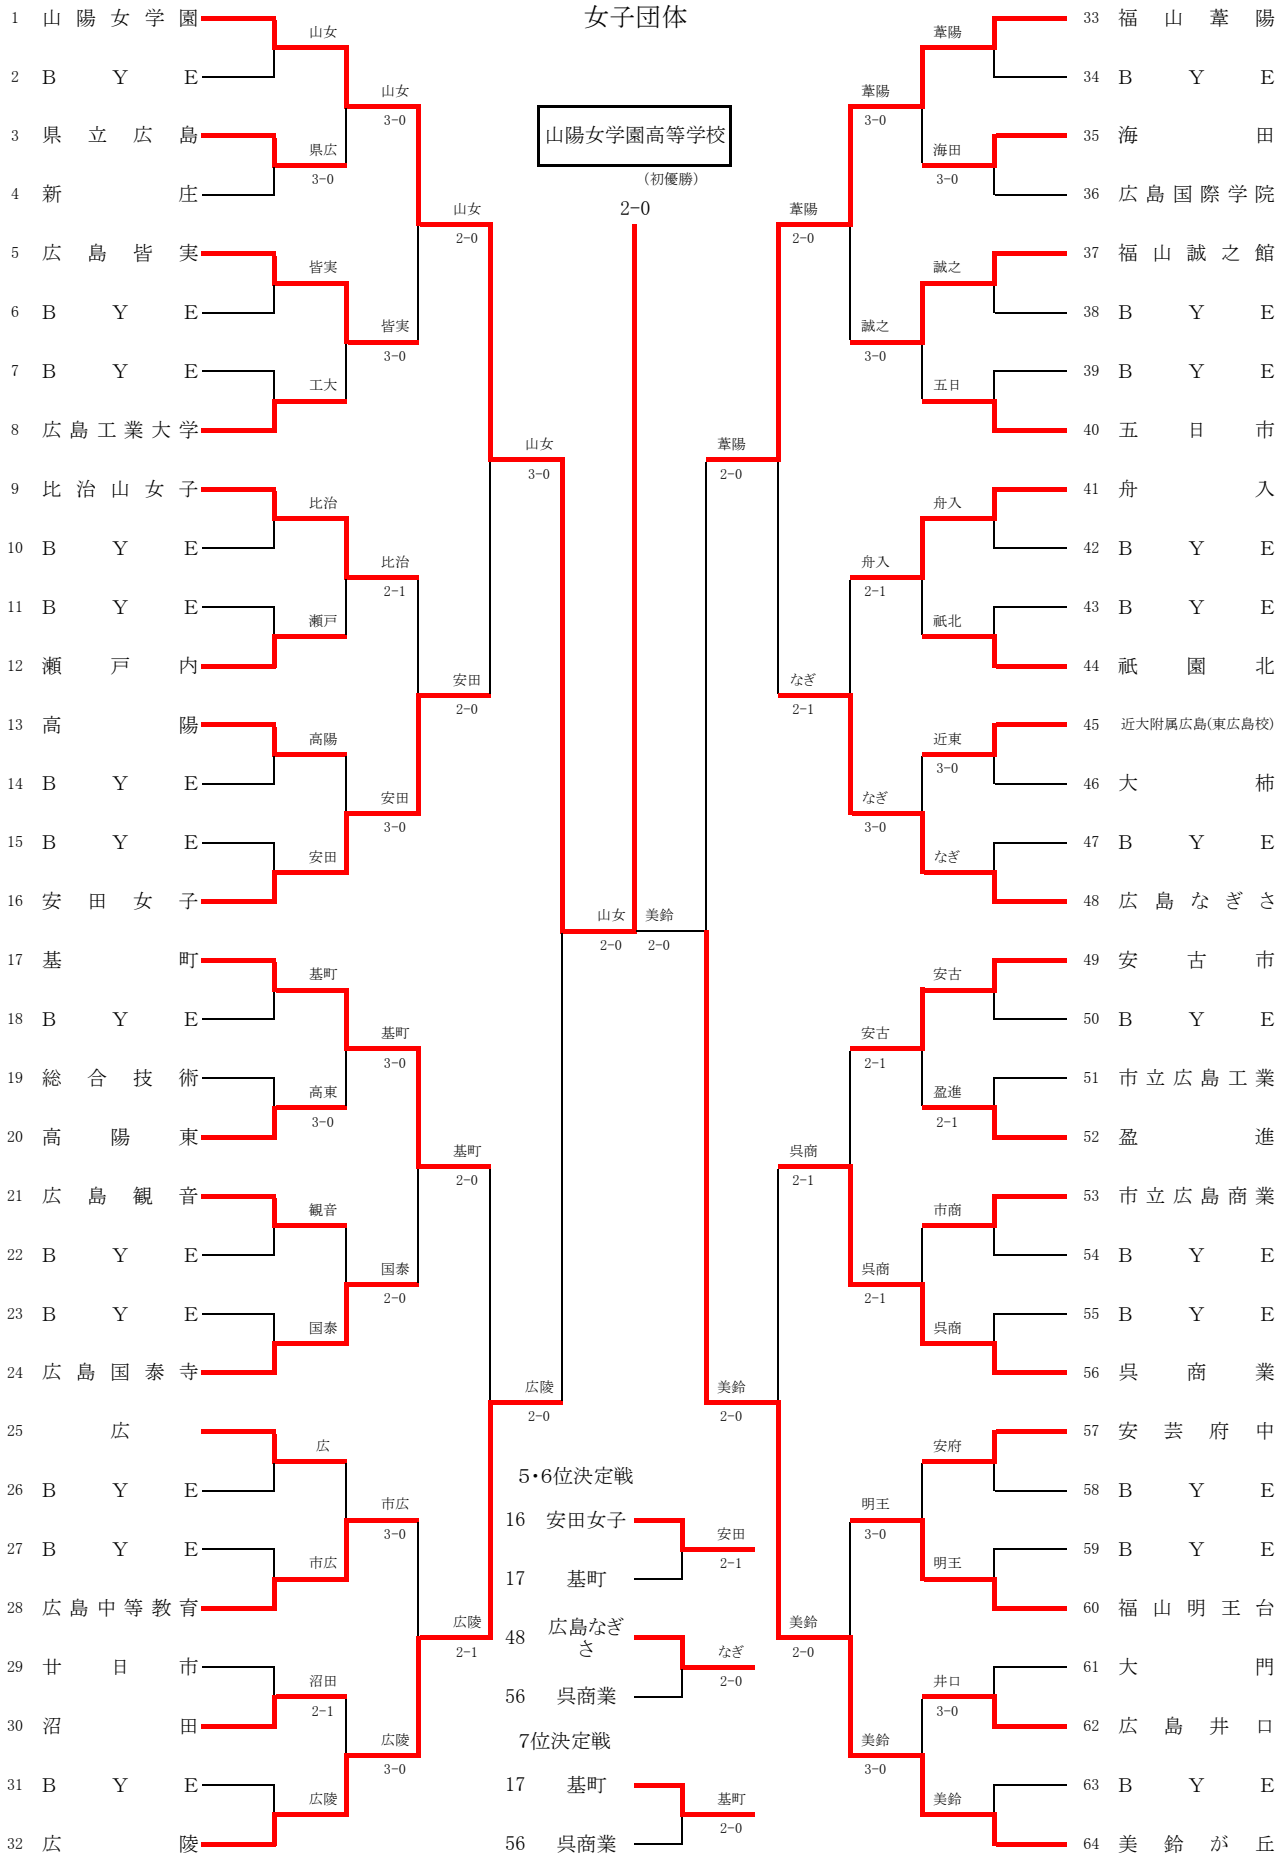 女子団体
山陽女学園高等学校
(初優勝)
2-0
1 山陽女学園
2 BYE
3 県立広島
4 新庄
5 広島皆実
6 BYE
7 BYE
8 広島工業大学
9 比治山女子
10 BYE
11 BYE
12 瀬戸内
13 高陽
14 BYE
15 BYE
16 安田女子
17 基町
18 BYE
19 総合技術
20 高陽東
21 広島観音
22 BYE
23 BYE
24 広島国泰寺
25 広
26 BYE
27 BYE
28 広島中等教育
29 廿日市
30 沼田
31 BYE
32 広陵
山女
県広
3-0
皆実
工大
比治
瀬戸
高陽
安田
基町
高東
3-0
観音
国泰
広
市広
沼田
2-1
広陵
山女
3-0
皆実
3-0
比治
2-1
安田
3-0
基町
3-0
国泰
2-0
市広
3-0
広陵
3-0
山女
2-0
安田
2-0
基町
2-0
広陵
2-1
山女
3-0
広陵
2-0
山女
2-0
美鈴
2-0
葦陽
2-0
美鈴
2-0
葦陽
2-0
なぎ
2-1
呉商
2-1
美鈴
2-0
葦陽
3-0
誠之
3-0
舟入
2-1
なぎ
3-0
安古
2-1
呉商
2-1
明王
3-0
美鈴
3-0
葦陽
海田
3-0
誠之
五日
舟入
祇北
近東
3-0
なぎ
安古
盈進
2-1
市商
呉商
安府
明王
井口
3-0
美鈴
33 福山葦陽
34 BYE
35 海田
36 広島国際学院
37 福山誠之館
38 BYE
39 BYE
40 五日市
41 舟入
42 BYE
43 BYE
44 祇園北
45 近大附属広島(東広島校)
46 大柿
47 BYE
48 広島なぎさ
49 安古市
50 BYE
51 市立広島工業
52 盈進
53 市立広島商業
54 BYE
55 BYE
56 呉商業
57 安芸府中
58 BYE
59 BYE
60 福山明王台
61 大門
62 広島井口
63 BYE
64 美鈴が丘
5・6位決定戦
16 安田女子
安田
2-1
17 基町
48 広島なぎ
さ
なぎ
2-0
56 呉商業
7位決定戦
17 基町
基町
2-0
56 呉商業